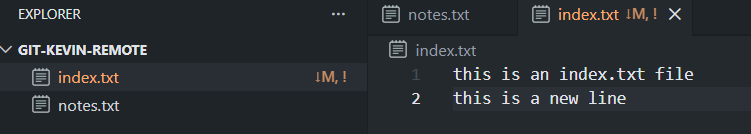 EXPLORER ...
notes.txt
index.txt ↓M, !
GIT-KEVIN-REMOTE
index.txt ↓M, !
notes.txt
index.txt
1 this is an index.txt file
2 this is a new line